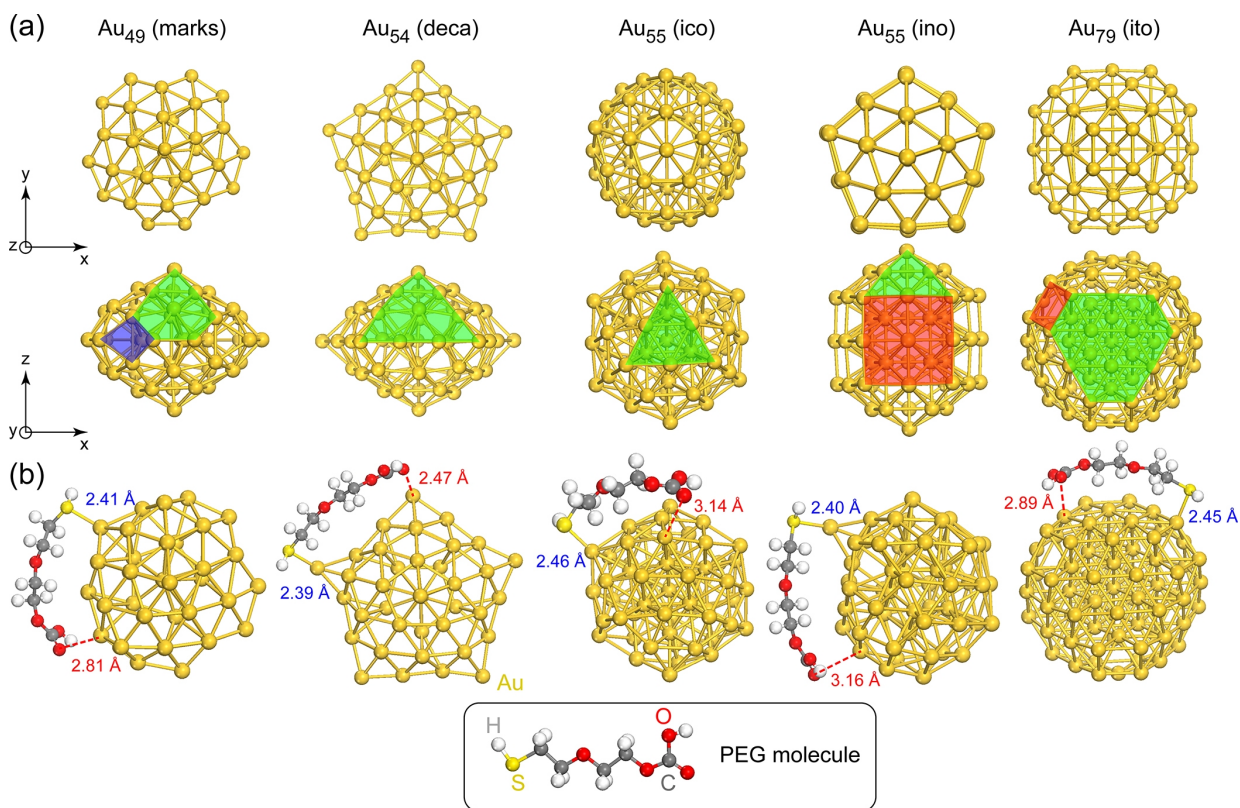 (a)
Au49 (marks) Au54 (deca) Au55 (ico) Au55 (ino) Au79 (ito)
y
z x
z
y x
(b)
2.41 Å
2.81 Å
2.47 Å
2.39 Å
Au
3.14 Å
2.46 Å
2.40 Å
3.16 Å
2.89 Å
2.45 Å
H
S
O
C
PEG molecule